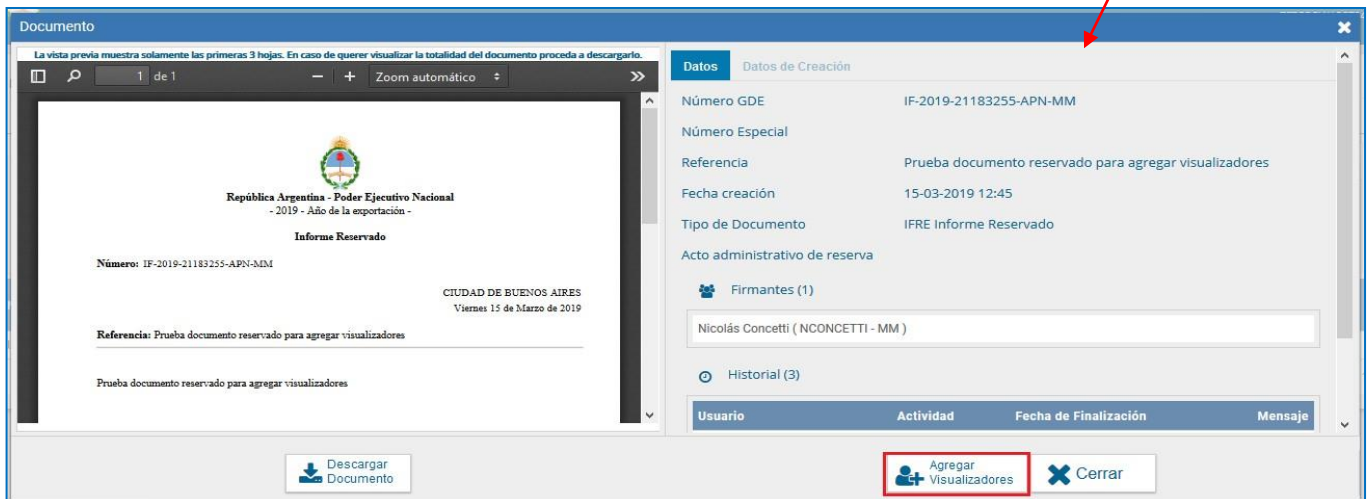 Documento
La vista previa muestra solamente las primeras 3 hojas. En caso de querer visualizar la totalidad del documento proceda a descargarlo.
1 de 1
Zoom automático
República Argentina - Poder Ejecutivo Nacional
- 2019 - Año de la exportación -
Informe Reservado
Número: IF-2019-21183255-APN-MM
CIUDAD DE BUENOS AIRES
Viernes 15 de Marzo de 2019
Referencia: Prueba documento reservado para agregar visualizadores
Prueba documento reservado para agregar visualizadores
Descargar
Documento
Datos Datos de Creación
Número GDE IF-2019-21183255-APN-MM
Número Especial
Referencia Prueba documento reservado para agregar visualizadores
Fecha creación 15-03-2019 12:45
Tipo de Documento IFRE Informe Reservado
Acto administrativo de reserva
Firmantes (1)
Nicolás Concetti ( NCONCETTI - MM )
Historial (3)
Usuario Actividad Fecha de Finalización Mensaje
Agregar
Visualizadores
Cerrar